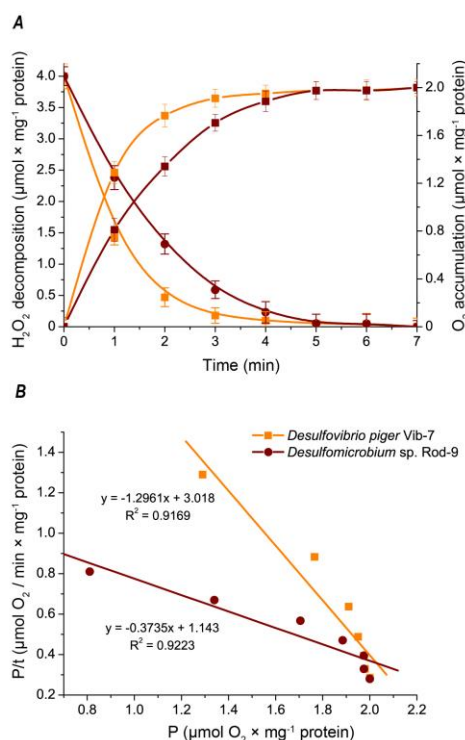 A
H₂O₂ decomposition (μmol × mg⁻¹ protein)
4.0
3.5
3.0
2.5
2.0
1.5
1.0
0.5
0
O₂ accumulation (μmol × mg⁻¹ protein)
2.0
1.6
1.2
0.8
0.4
0
0 1 2 3 4 5 6 7
Time (min)
B
P/t (μmol O₂ / min × mg⁻¹ protein)
1.4
1.2
1.0
0.8
0.6
0.4
0.2
Desulfovibrio piger Vib-7
Desulfomicrobium sp. Rod-9
y = -1.2961x + 3.018
R² = 0.9169
y = -0.3735x + 1.143
R² = 0.9223
0.8 1.0 1.2 1.4 1.6 1.8 2.0 2.2
P (μmol O₂ × mg⁻¹ protein)